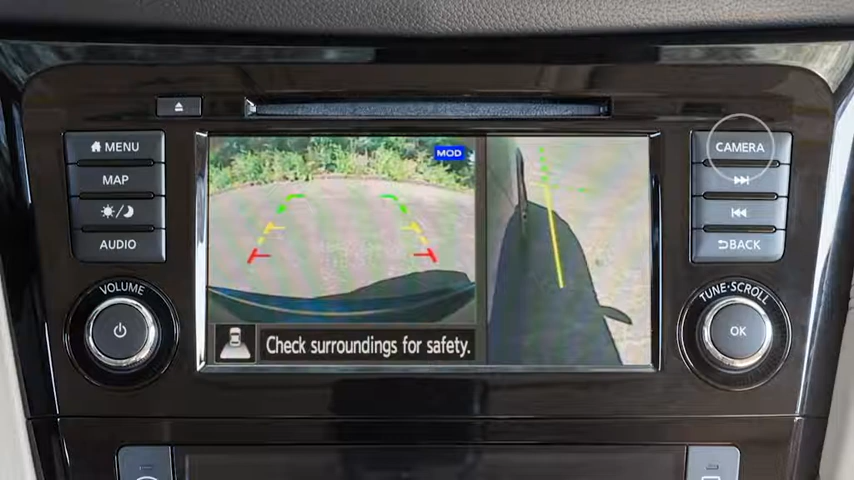 MENU
MAP
AUDIO
VOLUME
MOD
Check surroundings for safety.
CAMERA
BACK
TUNE·SCROLL
OK